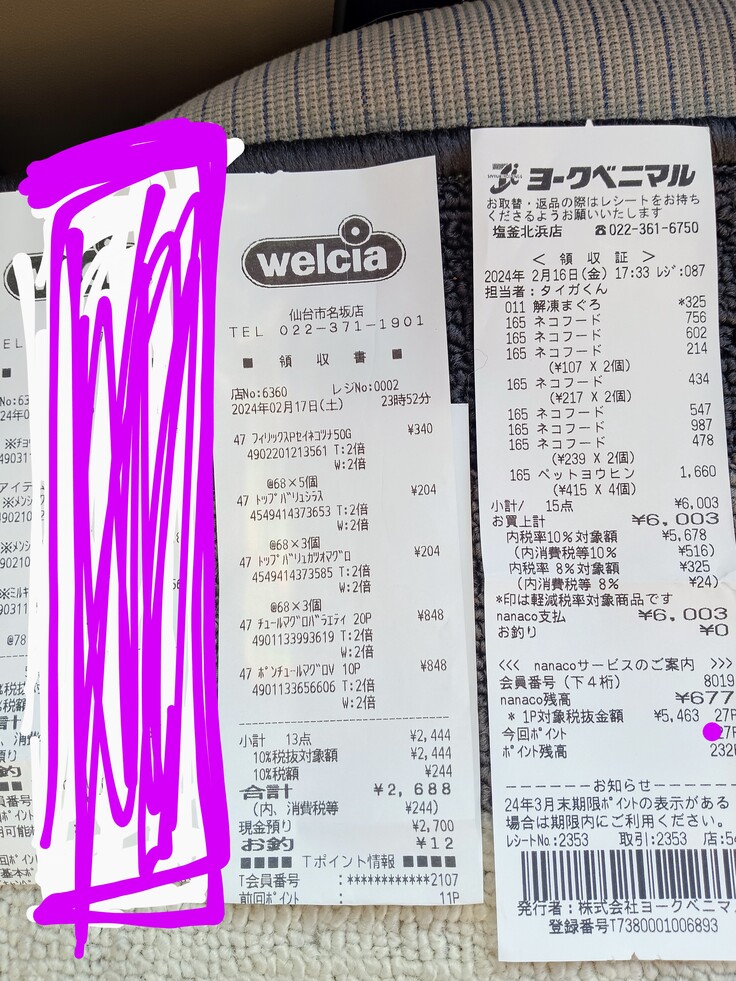 welcia
仙台市名坂店
TEL 022-371-1901
■ 領 収 書 ■
店No:6360 レジNo:0002
2024年02月17日(土) 23時52分
47 フィリックスPセイネコツナ50G ¥340
4902201213561 T:2倍
W:2倍
@68×5個
47 トップバリュシラス ¥204
4549414373653 T:2倍
W:2倍
@68×3個
47 トップバリュカツオマグロ ¥204
4549414373585 T:2倍
W:2倍
@68×3個
47 チュールマグロバラエティ 20P ¥848
4901133993619 T:2倍
W:2倍
47 ボンチュールマグロV 10P ¥848
4901133656606 T:2倍
W:2倍
小計 13点 ¥2,444
10%税抜対象額 ¥2,444
10%税額 ¥244
合計 ¥2,688
(内、消費税等 ¥244)
現金預り ¥2,700
お釣 ¥12
■■■■ Tポイント情報 ■■■■
T会員番号 :************2107
前回ポイント 11P
ヨークベニマル
お取替・返品の際はレシートをお持ち
くださるようお願いいたします
塩釜北浜店 ☎022-361-6750
< 領 収 証 >
2024年 2月16日(金) 17:33 レジ:087
担当者:タイガくん
011 解凍まぐろ *325
165 ネコフード 756
165 ネコフード 602
165 ネコフード 214
(¥107 X 2個)
165 ネコフード 434
(¥217 X 2個)
165 ネコフード 547
165 ネコフード 987
165 ネコフード 478
(¥239 X 2個)
165 ペットヨウヒン 1,660
(¥415 X 4個)
小計/ 15点 ¥6,003
お買上計 ¥6,003
内税率10%対象額 ¥5,678
(内消費税等10% ¥516)
内税率 8%対象額 ¥325
(内消費税等 8% ¥24)
*印は軽減税率対象商品です
nanaco支払 ¥6,003
お釣り ¥0
<<< nanacoサービスのご案内 >>>
会員番号(下4桁) 8019
nanaco残高 ¥677
* 1P対象税抜金額 ¥5,463 27P
今回ポイント 7P
ポイント残高 232P
------お知らせ------
24年3月末期限ポイントの表示がある
場合は期限内にご利用ください。
レシートNo.:2353 取引:2353 店:54
発行者:株式会社ヨークベニマ
登録番号T7380001006893